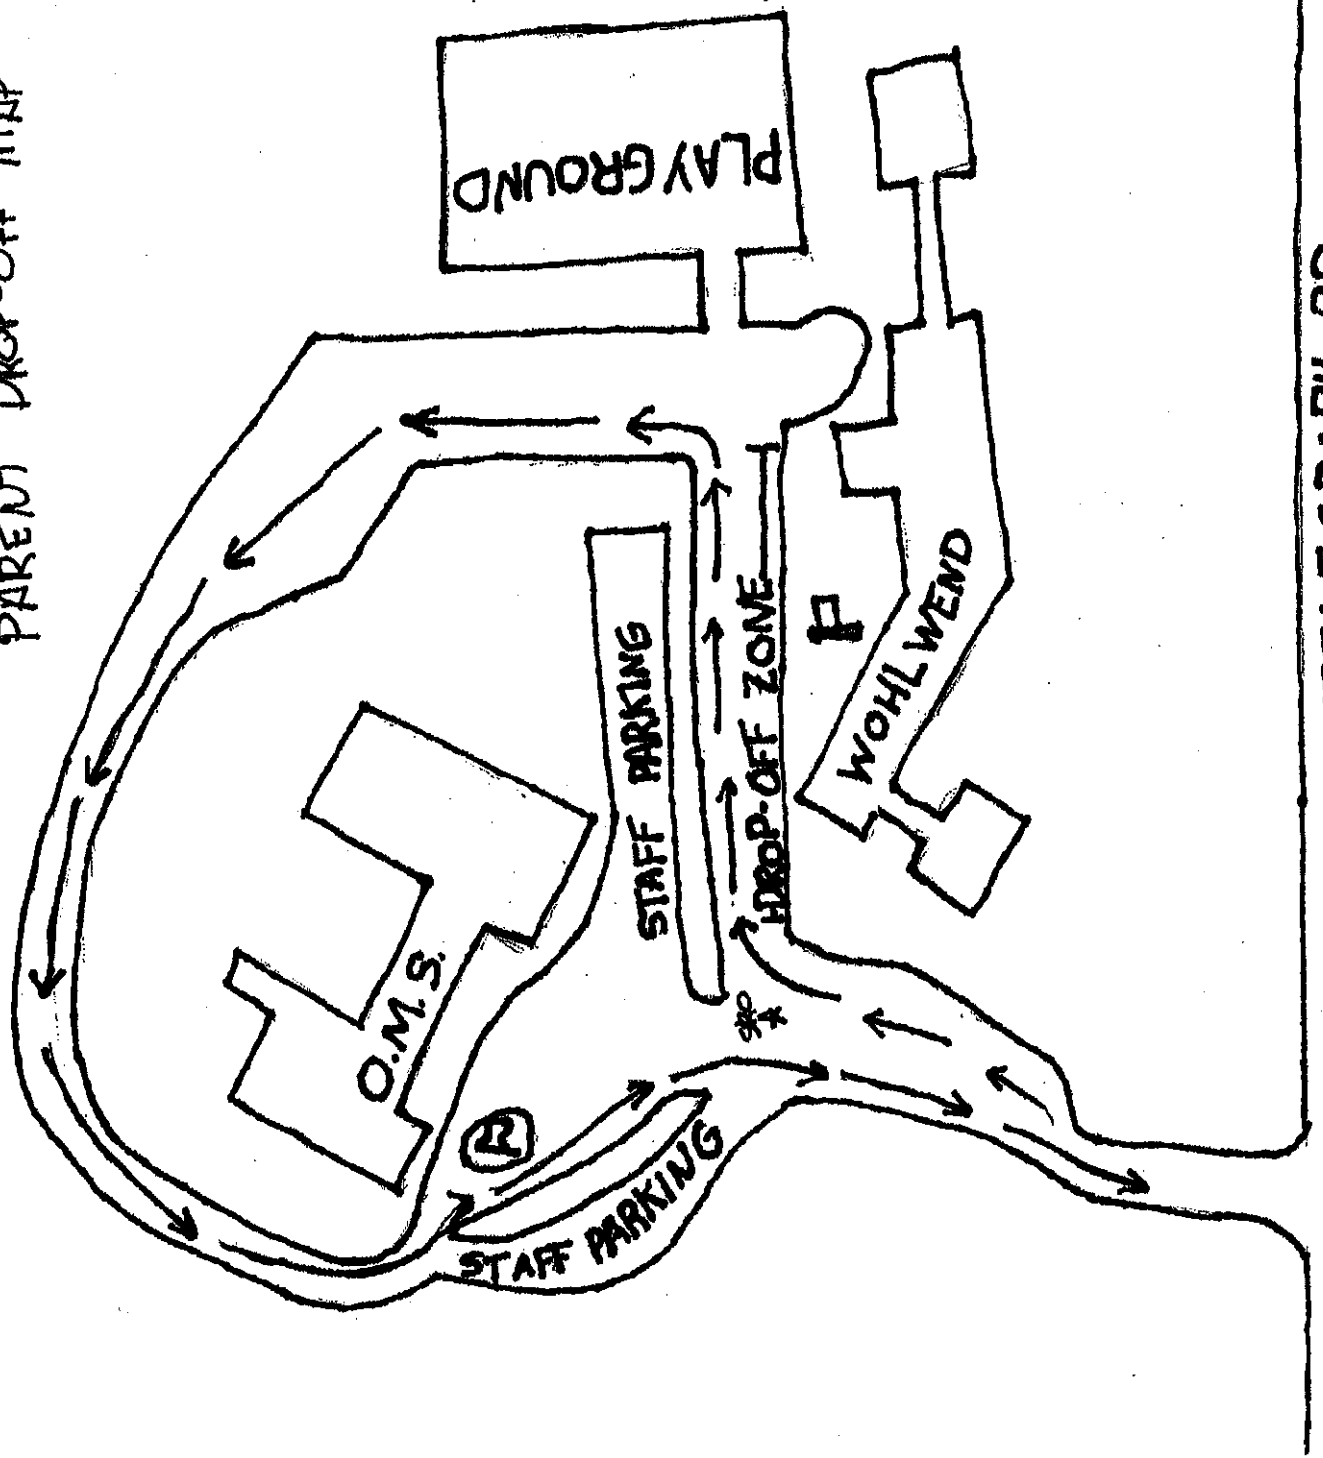 PARENT DROP-OFF MAP
PLAYGROUND
STAFF PARKING
DROP-OFF ZONE
WOHLWEND
O.M.S.
STAFF PARKING